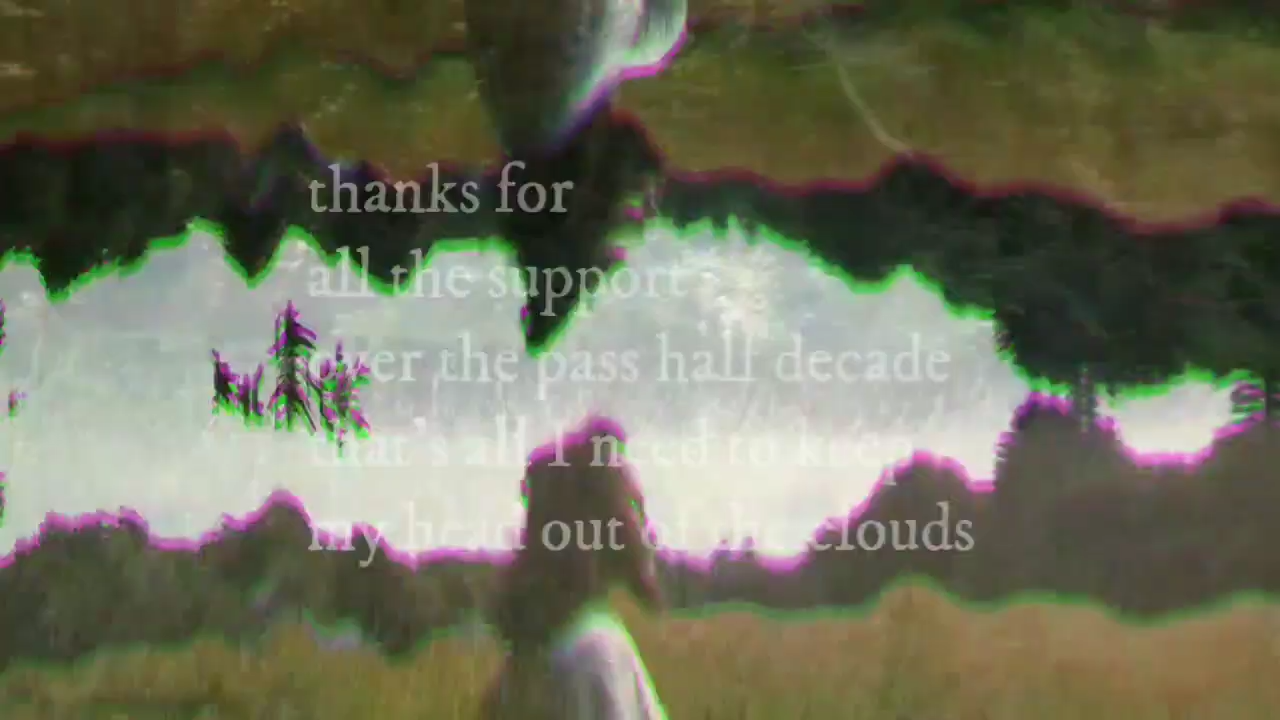 thanks for
all the support
over the pass hall decade
that's all I need to keep
my head out of the clouds